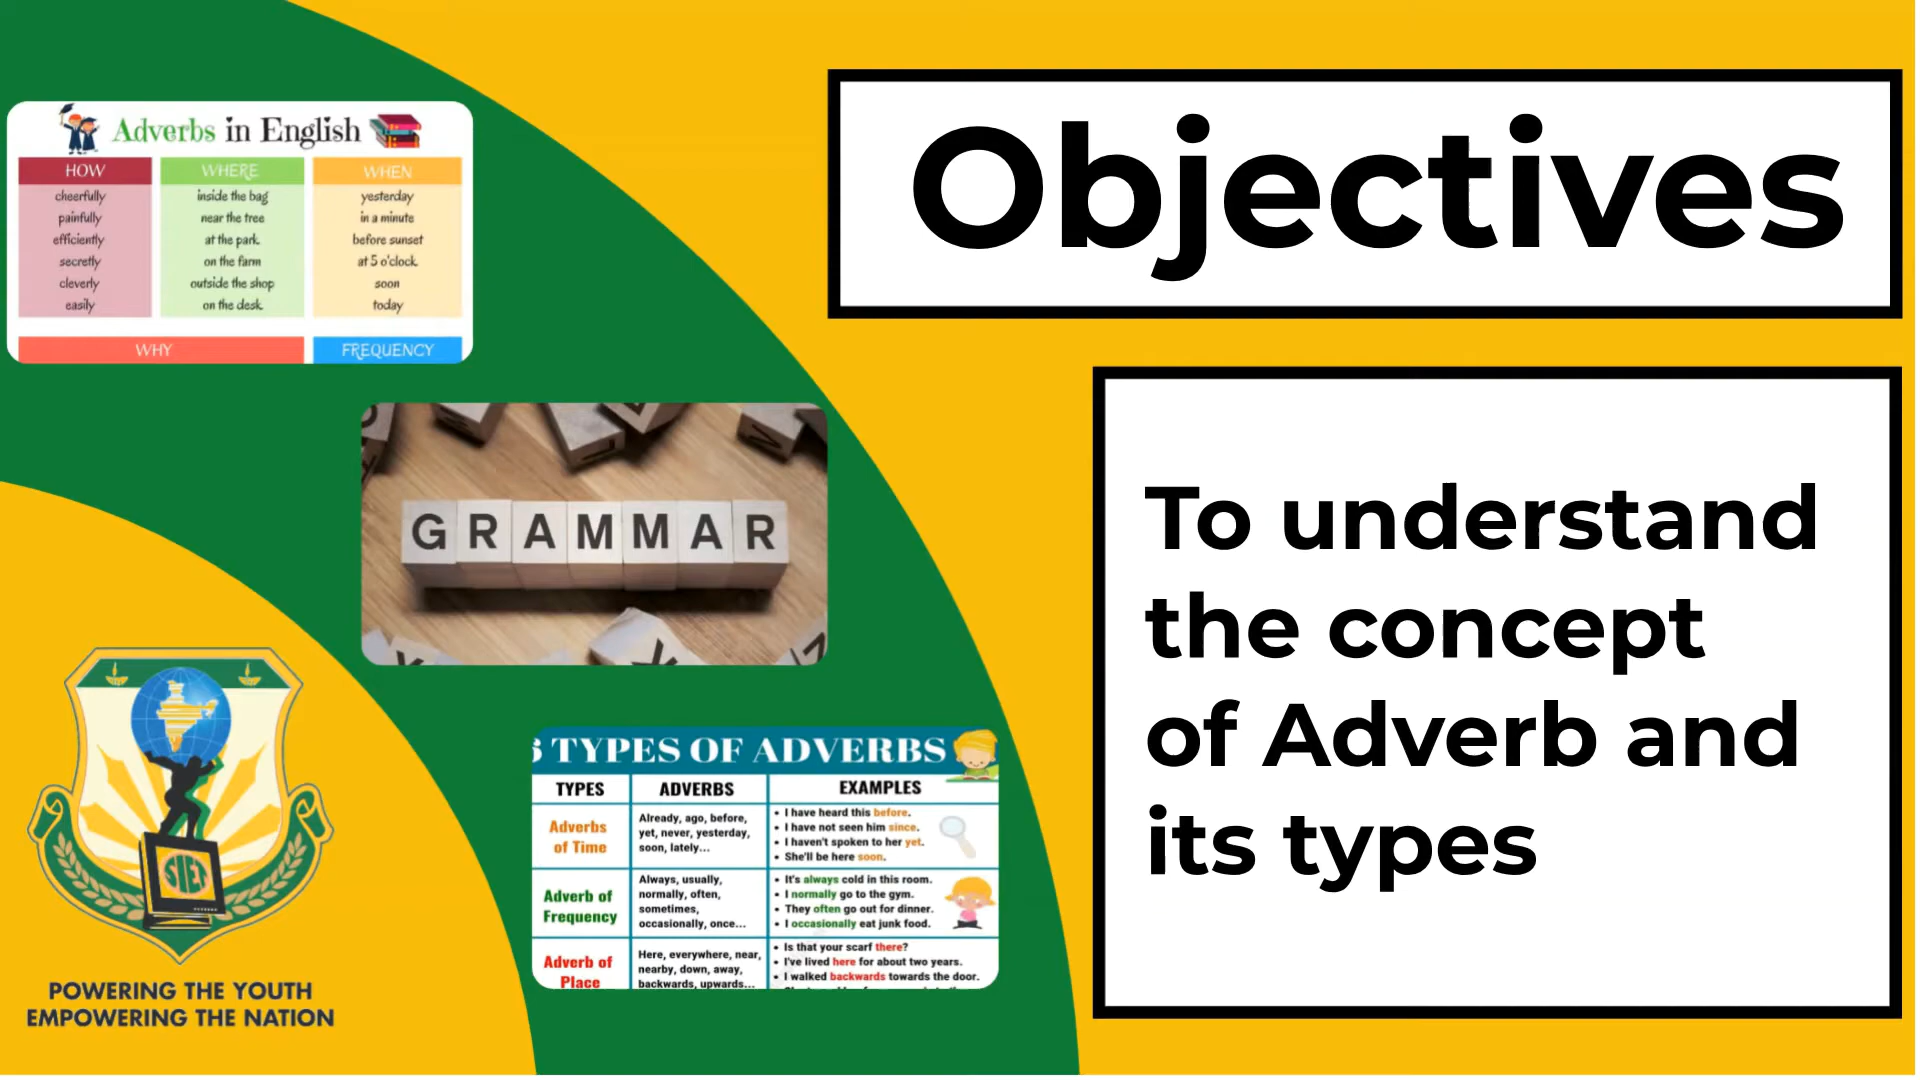 Objectives
To understand
the concept
of Adverb and
its types
Adverbs in English
HOW
cheerfully
painfully
efficiently
secretly
cleverly
easily
WHERE
inside the bag
near the tree
at the park
on the farm
outside the shop
on the desk
WHEN
yesterday
in a minute
before sunset
at 5 o'clock
soon
today
WHY
FREQUENCY
GRAMMAR
TYPES OF ADVERBS
TYPES
ADVERBS
EXAMPLES
Adverbs
of Time
Already, ago, before,
yet, never, yesterday,
soon, lately...
• I have heard this before.
• I have not seen him since.
• I haven't spoken to her yet.
• She'll be here soon.
Adverb of
Frequency
Always, usually,
normally, often,
sometimes,
occasionally, once...
• It's always cold in this room.
• I normally go to the gym.
• They often go out for dinner.
• I occasionally eat junk food.
Adverb of
Place
Here, everywhere, near,
nearby, down, away,
backwards, upwards...
• Is that your scarf there?
• I've lived here for about two years.
• I walked backwards towards the door.
SIET
POWERING THE YOUTH
EMPOWERING THE NATION